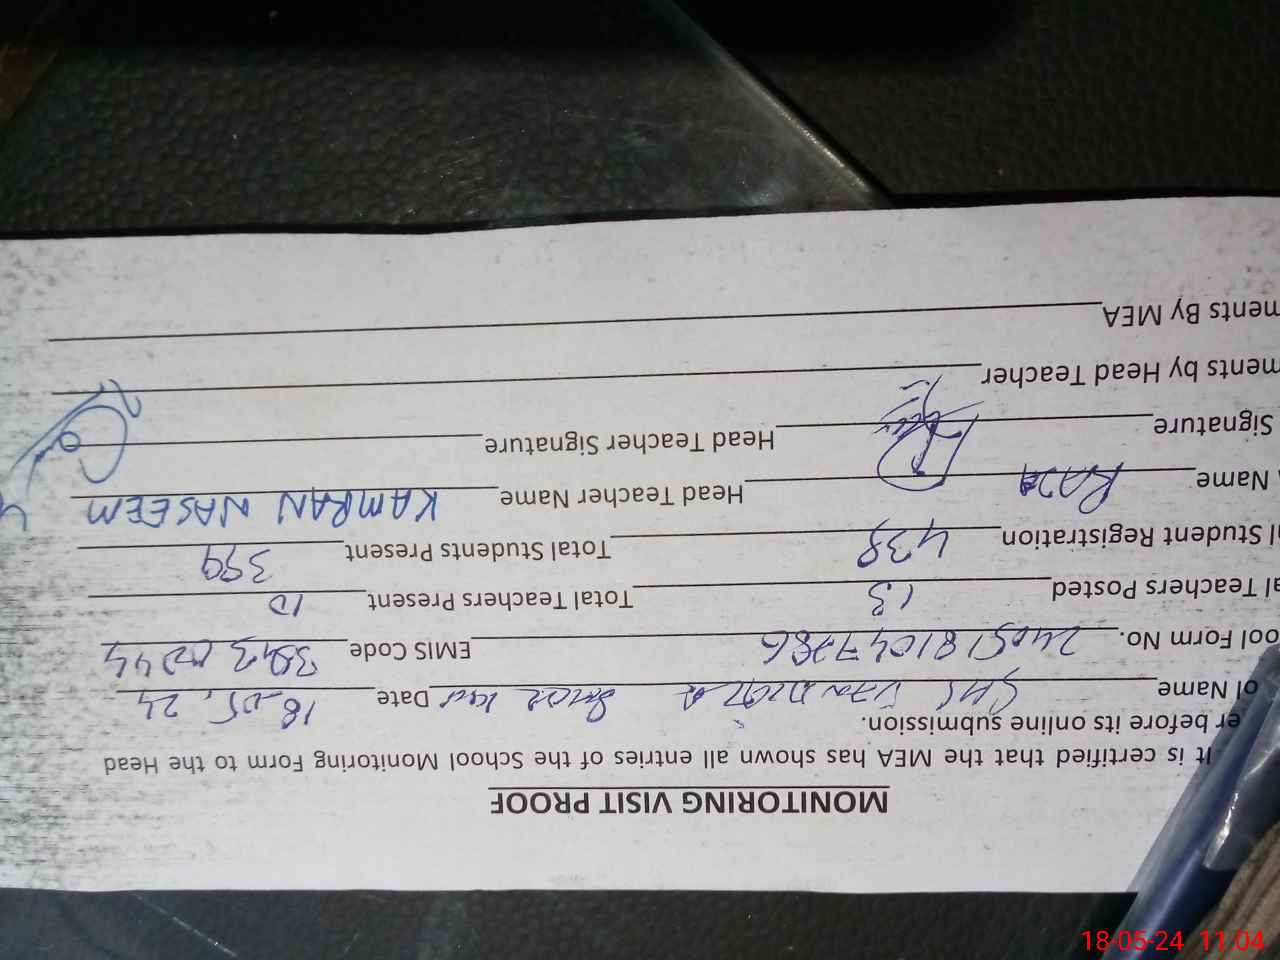 MONITORING VISIT PROOF
It is certified that the MEA has shown all entries of the School Monitoring Form to the Head
er before its online submission.
ol Name GHS Date 18.05.24
ool Form No. EMIS Code
al Teachers Posted 13 Total Teachers Present 10
al Student Registration 438 Total Students Present 399
Name Raza Head Teacher Name KAMRAN NASEEM
Signature Head Teacher Signature
ments by Head Teacher
ments By MEA
18-05-24 11:04